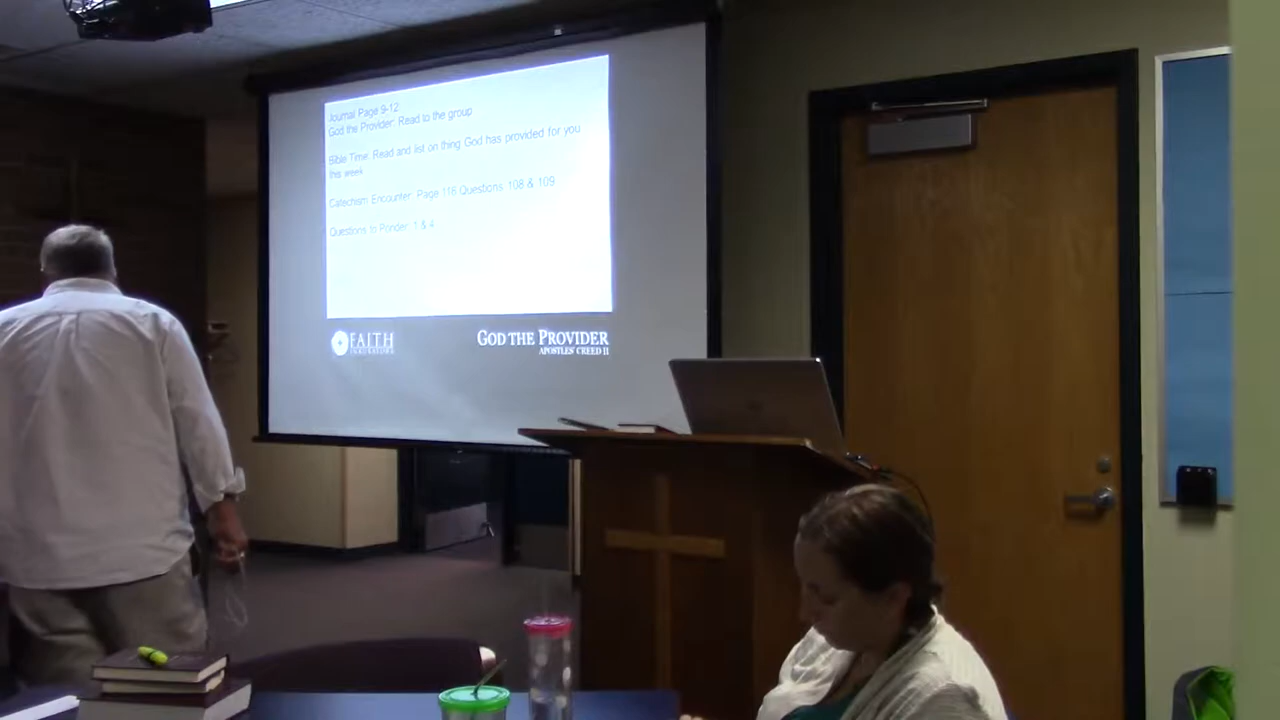 Journal Page 9-12
God the Provider: Read to the group
Bible Time: Read and list on thing God has provided for you
this week
Catechism Encounter: Page 116 Questions: 108 & 109
Questions to Ponder: 1 & 4
FAITH
GOD THE PROVIDER
APOSTLES' CREED II